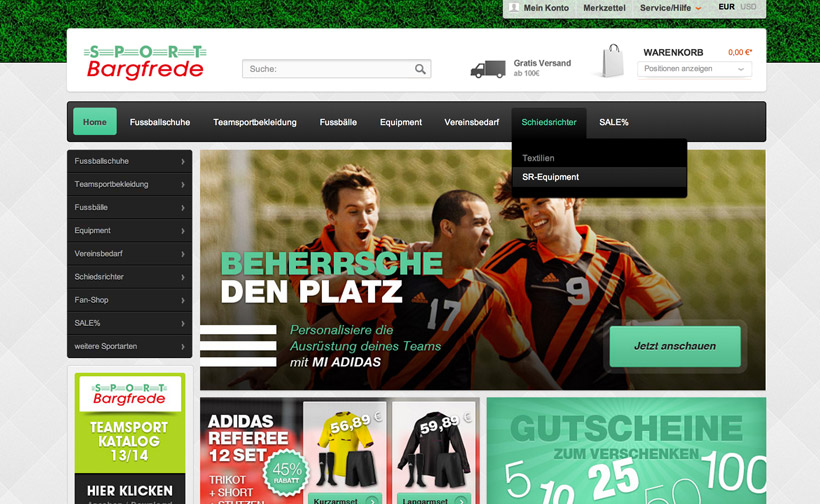 Mein Konto
Merkzettel
Service/Hilfe
EUR USD
SPORT
Bargfrede
Suche:
Gratis Versand
ab 100€
WARENKORB
0,00 €*
Positionen anzeigen
Home
Fussballschuhe
Teamsportbekleidung
Fussbälle
Equipment
Vereinsbedarf
Schiedsrichter
SALE%
Textilien
SR-Equipment
Fussballschuhe
Teamsportbekleidung
Fussbälle
Equipment
Vereinsbedarf
Schiedsrichter
Fan-Shop
SALE%
weitere Sportarten
17
9
BEHERRSCHE
DEN PLATZ
Personalisiere die
Ausrüstung deines Teams
mit MI ADIDAS
Jetzt anschauen
SPORT
Bargfrede
TEAMSPORT
KATALOG
13/14
HIER KLICKEN
ADIDAS
REFEREE
12 SET
45%
RABATT
TRIKOT
+ SHORT
+ STUTZEN
56,89 €
Kurzarmset
59,89 €
Langarmset
GUTSCHEINE
ZUM VERSCHENKEN
5 10 25 50 100